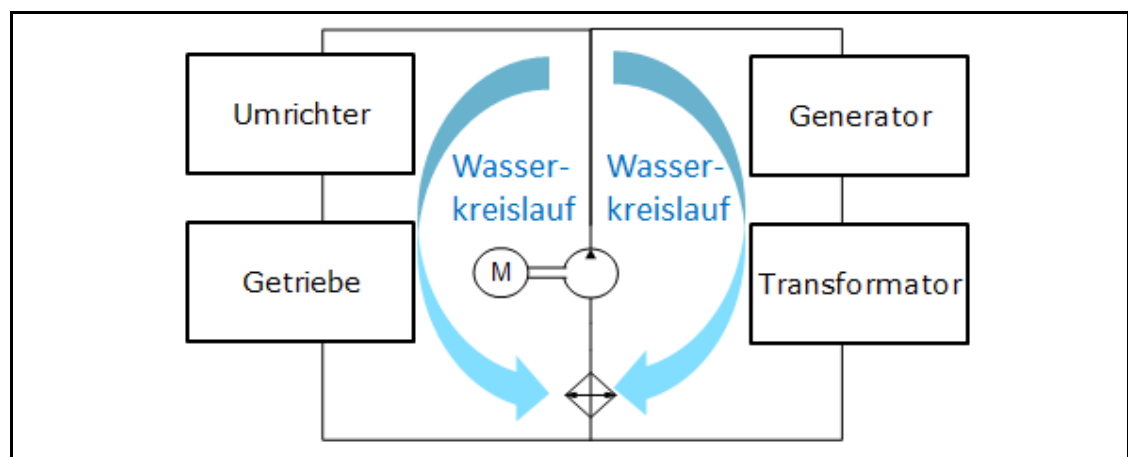 Umrichter
Generator
Wasser-
kreislauf
Wasser-
kreislauf
Getriebe
M
Transformator